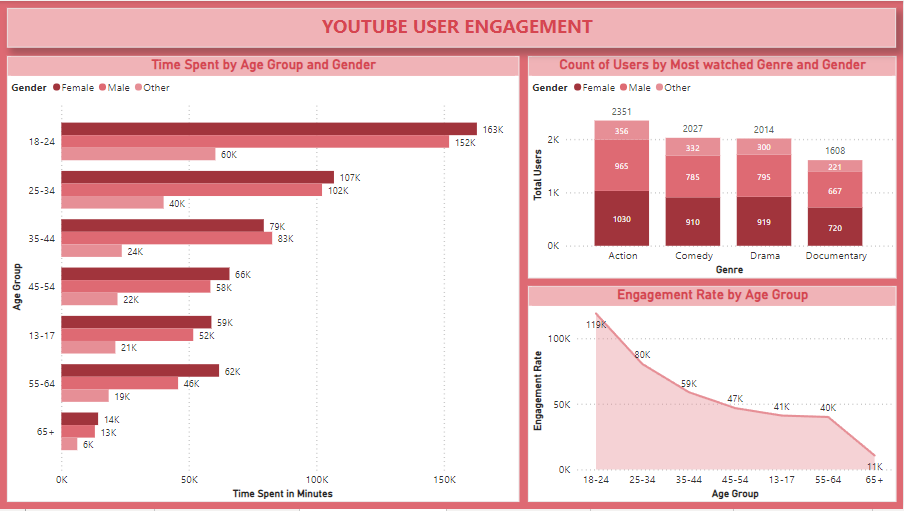 YOUTUBE USER ENGAGEMENT
Time Spent by Age Group and Gender
Gender Female Male Other
Age Group
18-24 163K
152K
60K
25-34 107K
102K
40K
35-44 79K
83K
24K
45-54 66K
58K
22K
13-17 59K
52K
21K
55-64 62K
46K
19K
65+ 14K
13K
6K
0K 50K 100K 150K
Time Spent in Minutes
Count of Users by Most watched Genre and Gender
Gender Female Male Other
Total Users
2K
1K
0K
2351 2027 2014 1608
356 332 300 221
965 785 795 667
1030 910 919 720
Action Comedy Drama Documentary
Genre
Engagement Rate by Age Group
Engagement Rate
100K
50K
0K
119K 80K 59K 47K 41K 40K 11K
18-24 25-34 35-44 45-54 13-17 55-64 65+
Age Group